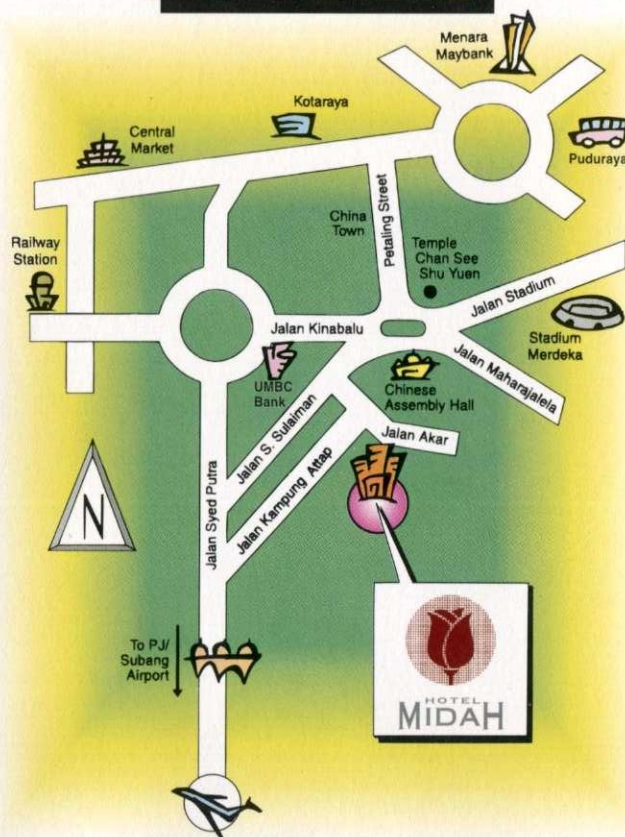 Menara
Maybank
Kotaraya
Central
Market
Puduraya
China
Town
Petaling Street
Temple
Chan See
Shu Yuen
Railway
Station
Jalan Stadium
Jalan Kinabalu
Stadium
Merdeka
Jalan Maharajalela
UMBC
Bank
Chinese
Assembly Hall
Jalan S. Sulaiman
Jalan Akar
Jalan Kampung Attap
Jalan Syed Putra
N
To PJ/
Subang
Airport
HOTEL
MIDAH